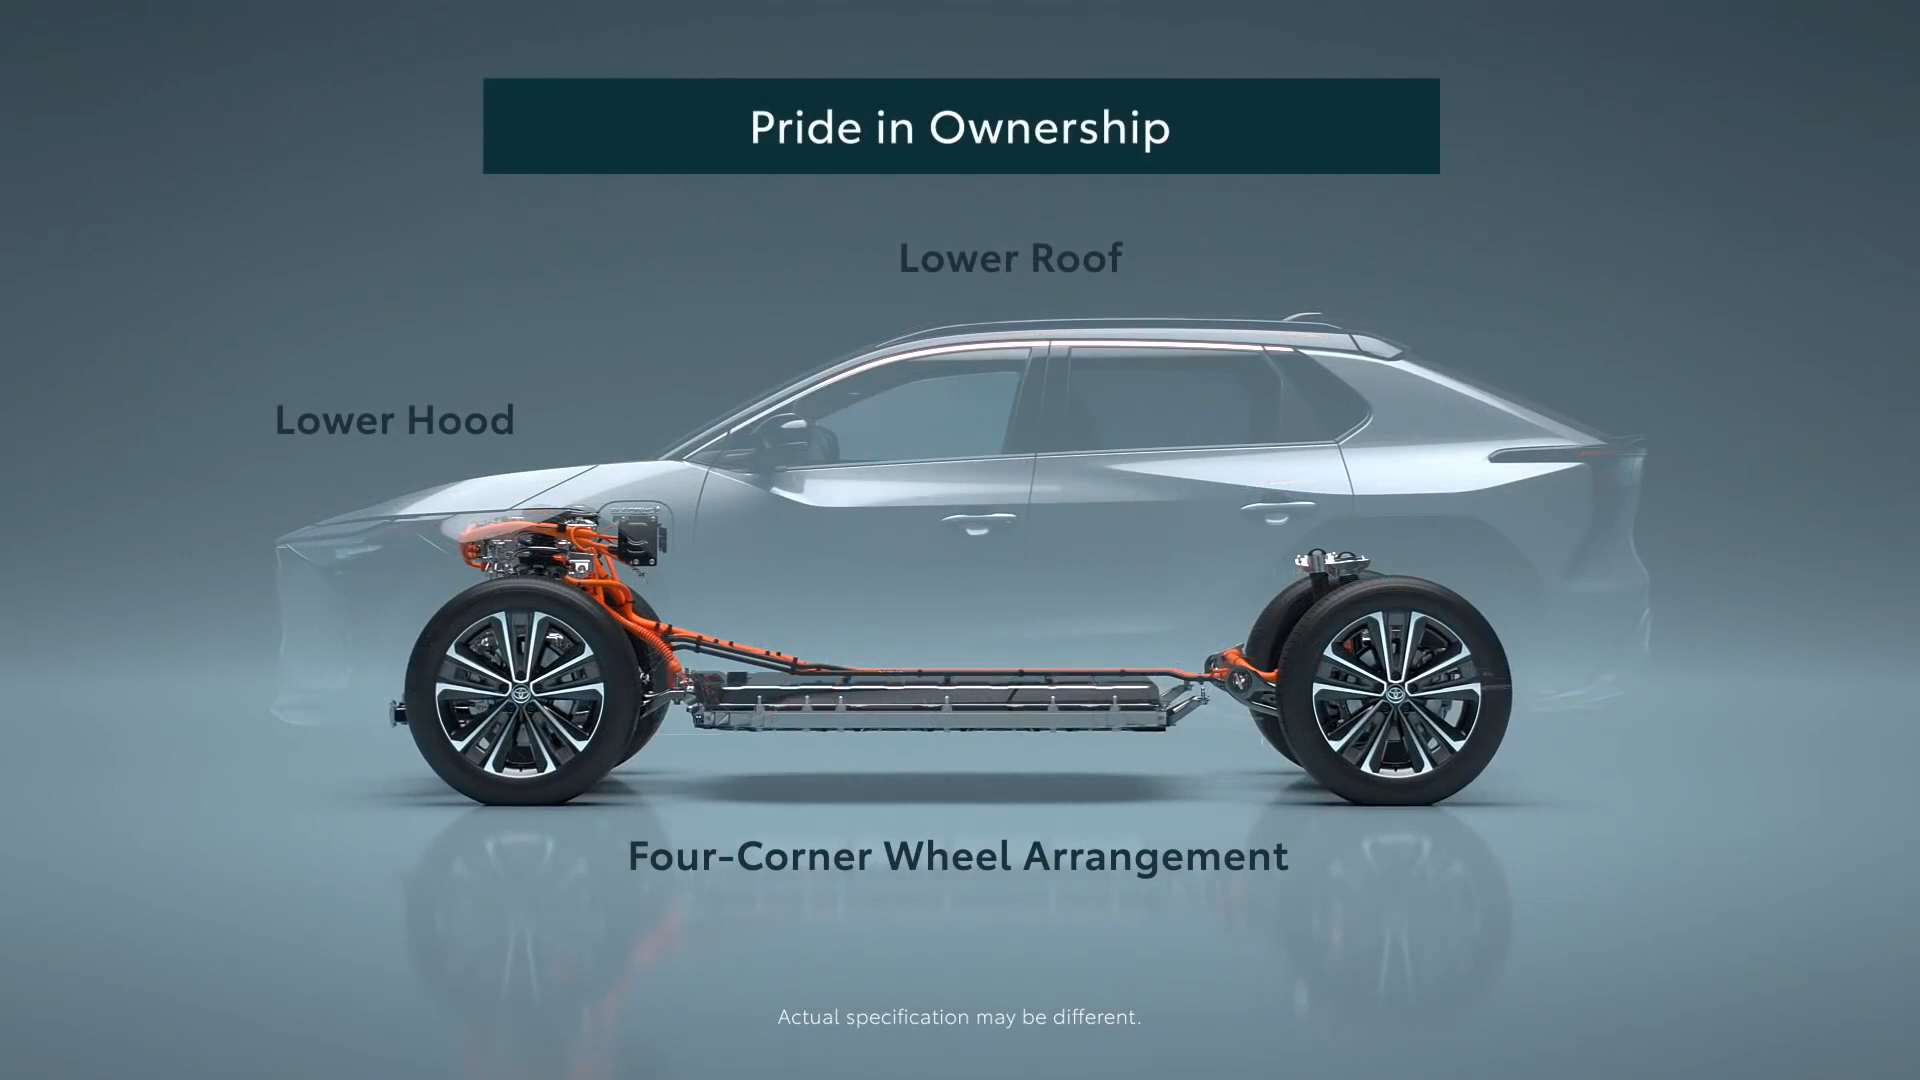 Pride in Ownership
Lower Roof
Lower Hood
Four-Corner Wheel Arrangement
Actual specification may be different.